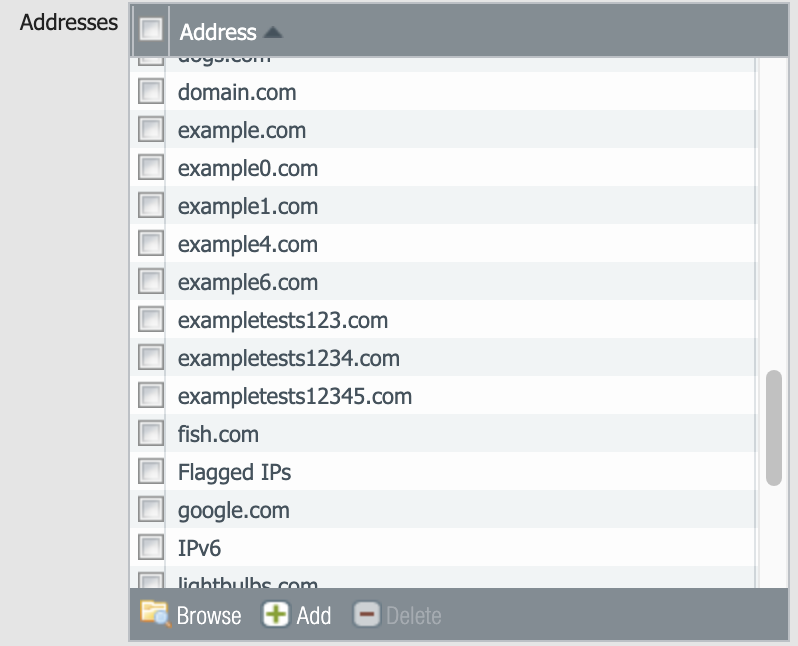 Addresses
Address
dogs.com
domain.com
example.com
example0.com
example1.com
example4.com
example6.com
exampletests123.com
exampletests1234.com
exampletests12345.com
fish.com
Flagged IPs
google.com
IPv6
lightbulbs.com
Browse Add Delete